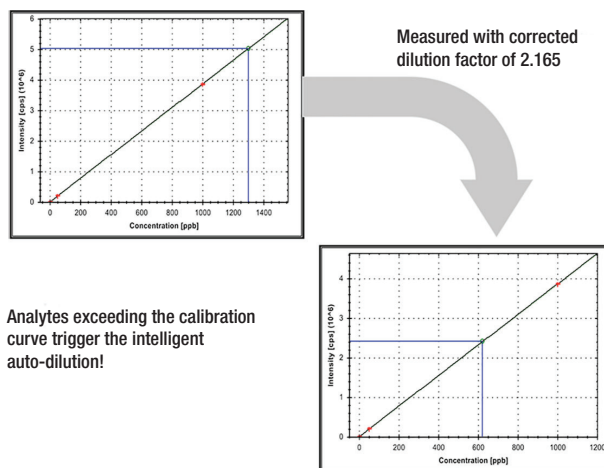 6
5
4
3
2
1
0
Intensity [cps] (10^6)
0 200 400 600 800 1000 1200 1400
Concentration [ppb]
Measured with corrected
dilution factor of 2.165
Analytes exceeding the calibration
curve trigger the intelligent
auto-dilution!
4
3
2
1
0
Intensity [cps] (10^6)
0 200 400 600 800 1000 1200
Concentration [ppb]